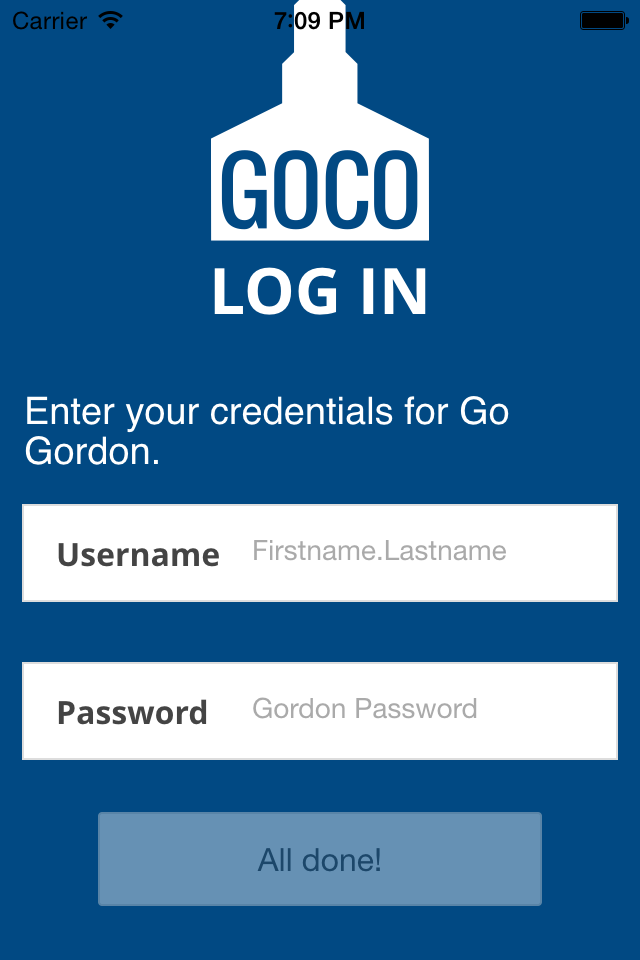 Carrier 7:09 PM
GOCO
LOG IN
Enter your credentials for Go
Gordon.
Username Firstname.Lastname
Password Gordon Password
All done!